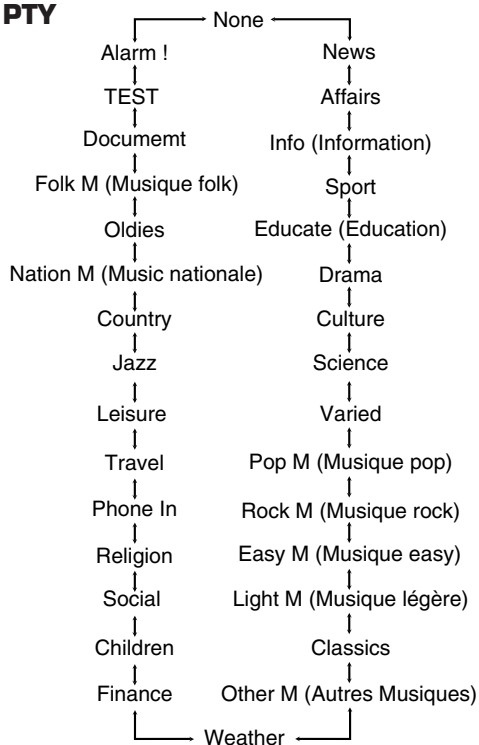 PTY
None
Alarm !
News
TEST
Affairs
Documemt
Info (Information)
Folk M (Musique folk)
Sport
Oldies
Educate (Education)
Nation M (Music nationale)
Drama
Country
Culture
Jazz
Science
Leisure
Varied
Travel
Pop M (Musique pop)
Phone In
Rock M (Musique rock)
Religion
Easy M (Musique easy)
Social
Light M (Musique légère)
Children
Classics
Finance
Other M (Autres Musiques)
Weather